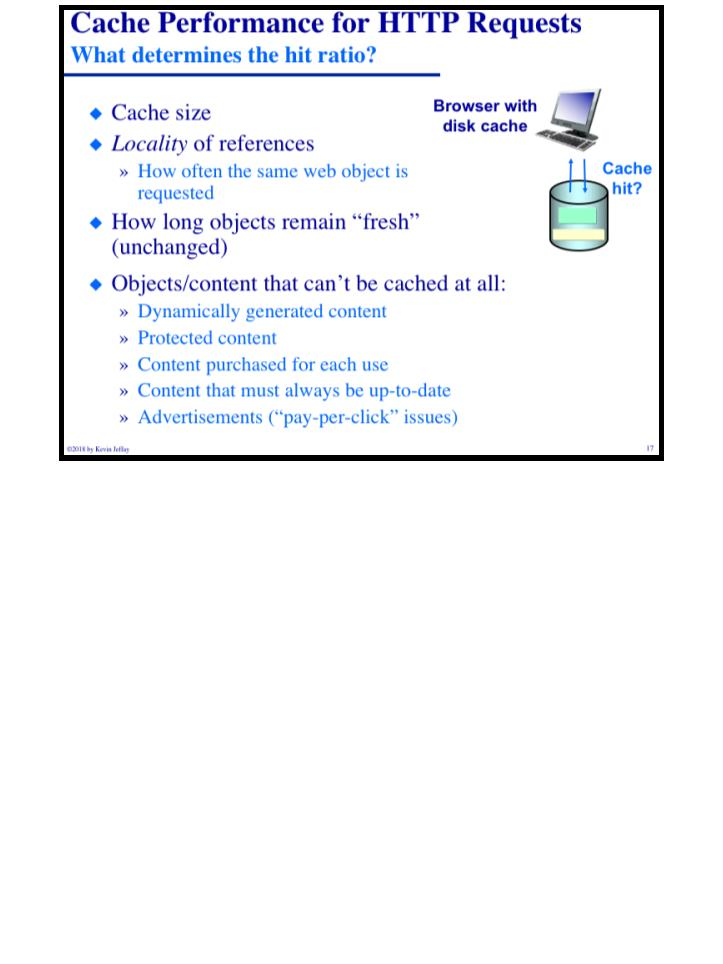 Cache Performance for HTTP Requests
What determines the hit ratio?
◆ Cache size
◆ Locality of references
» How often the same web object is
requested
◆ How long objects remain “fresh”
(unchanged)
◆ Objects/content that can’t be cached at all:
» Dynamically generated content
» Protected content
» Content purchased for each use
» Content that must always be up-to-date
» Advertisements (“pay-per-click” issues)
Browser with
disk cache
Cache
hit?
©2018 by Kevin Jeffay
17